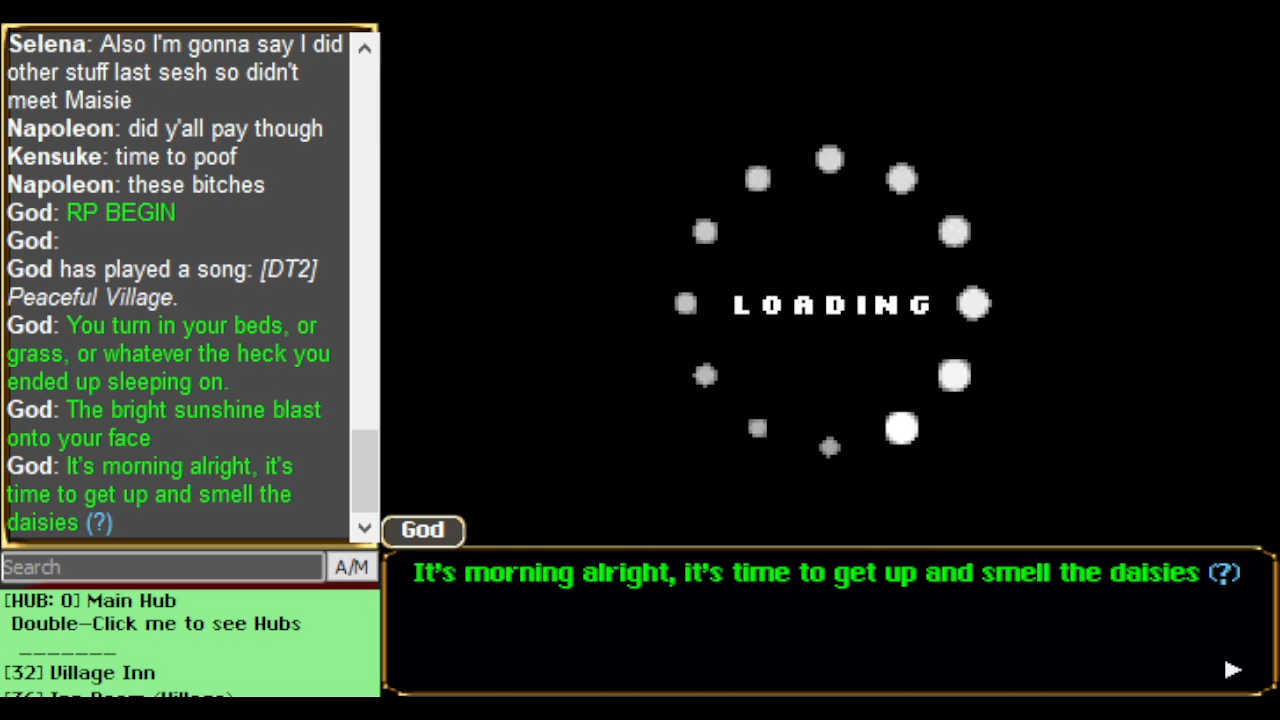 Selena: Also I'm gonna say I did
other stuff last sesh so didn't
meet Maisie
Napoleon: did y'all pay though
Kensuke: time to poof
Napoleon: these bitches
God: RP BEGIN
God:
God has played a song: [DT2]
Peaceful Village.
God: You turn in your beds, or
grass, or whatever the heck you
ended up sleeping on.
God: The bright sunshine blast
onto your face
God: It's morning alright, it's
time to get up and smell the
daisies (?)
Search
A/M
[HUB: 0] Main Hub
Double-Click me to see Hubs
_______
[32] Village Inn
LOADING
God
It's morning alright, it's time to get up and smell the daisies (?)